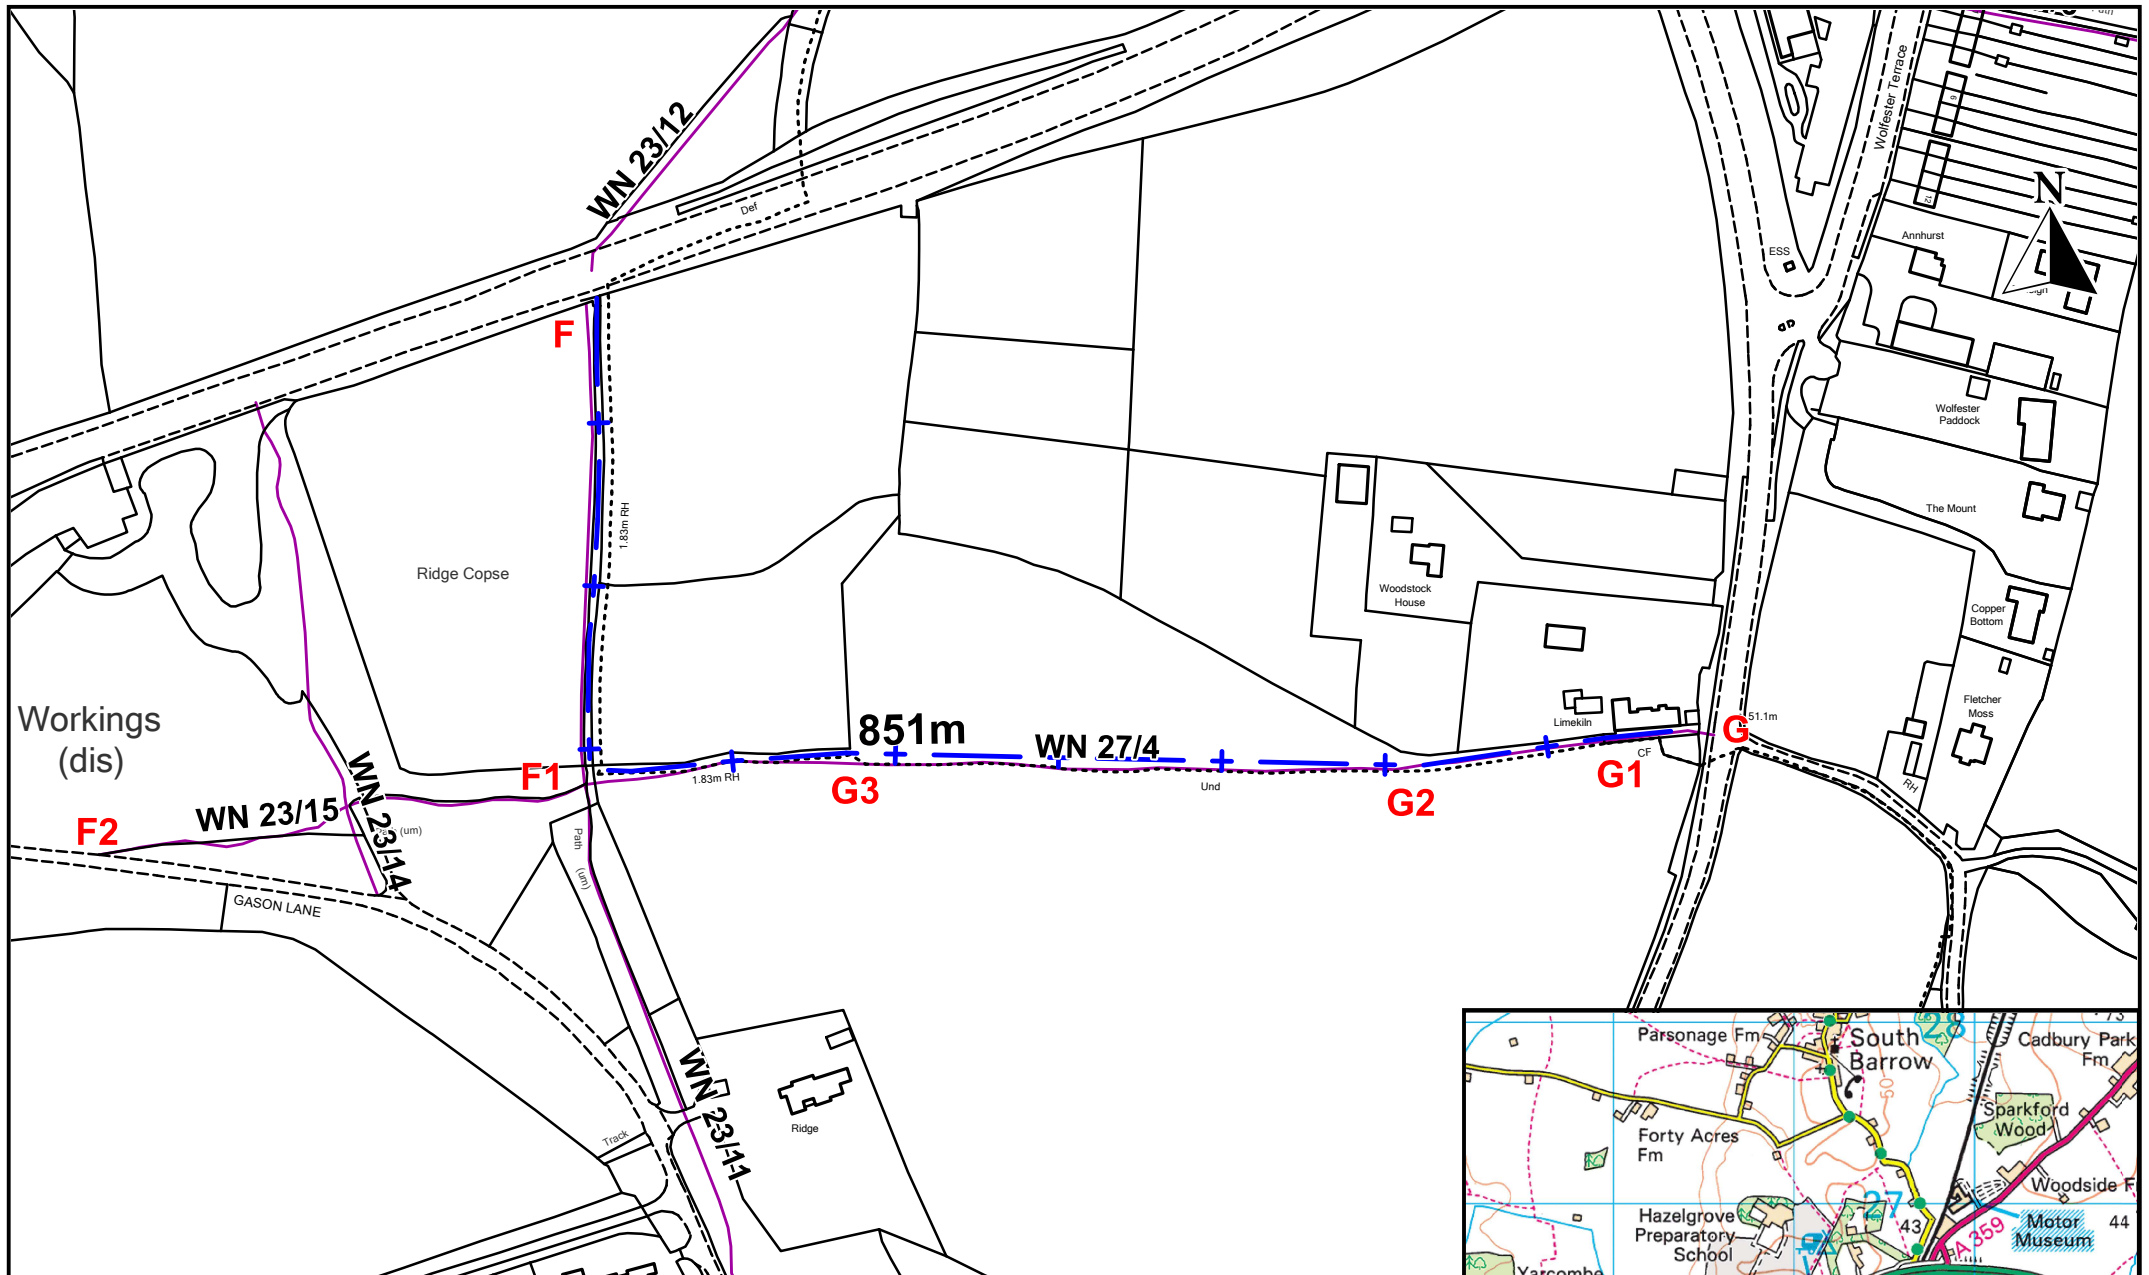 WN 23/12
Def
Wolfester Terrace
6
12
N
ESS
Annhurst
F
Wolfester
Paddock
1.83m RH
The Mount
Ridge Copse
Woodstock
House
Copper
Bottom
Workings
(dis)
Fletcher
Moss
851m
Limekiln
51.1m
G
WN 27/4
CF
F1
1.83m RH
G3
G1
Und
G2
RH
WN 23/15
WN 23/14
(um)
F2
Path
(um)
GASON LANE
WN 23/11
Track
Ridge
Parsonage Fm
South
Barrow
28
Cadbury Park
Fm
50
Sparkford
Wood
Forty Acres
Fm
Woodside F
27
Hazelgrove
Preparatory
School
43
A 359
Motor
Museum
44
Yarcombe